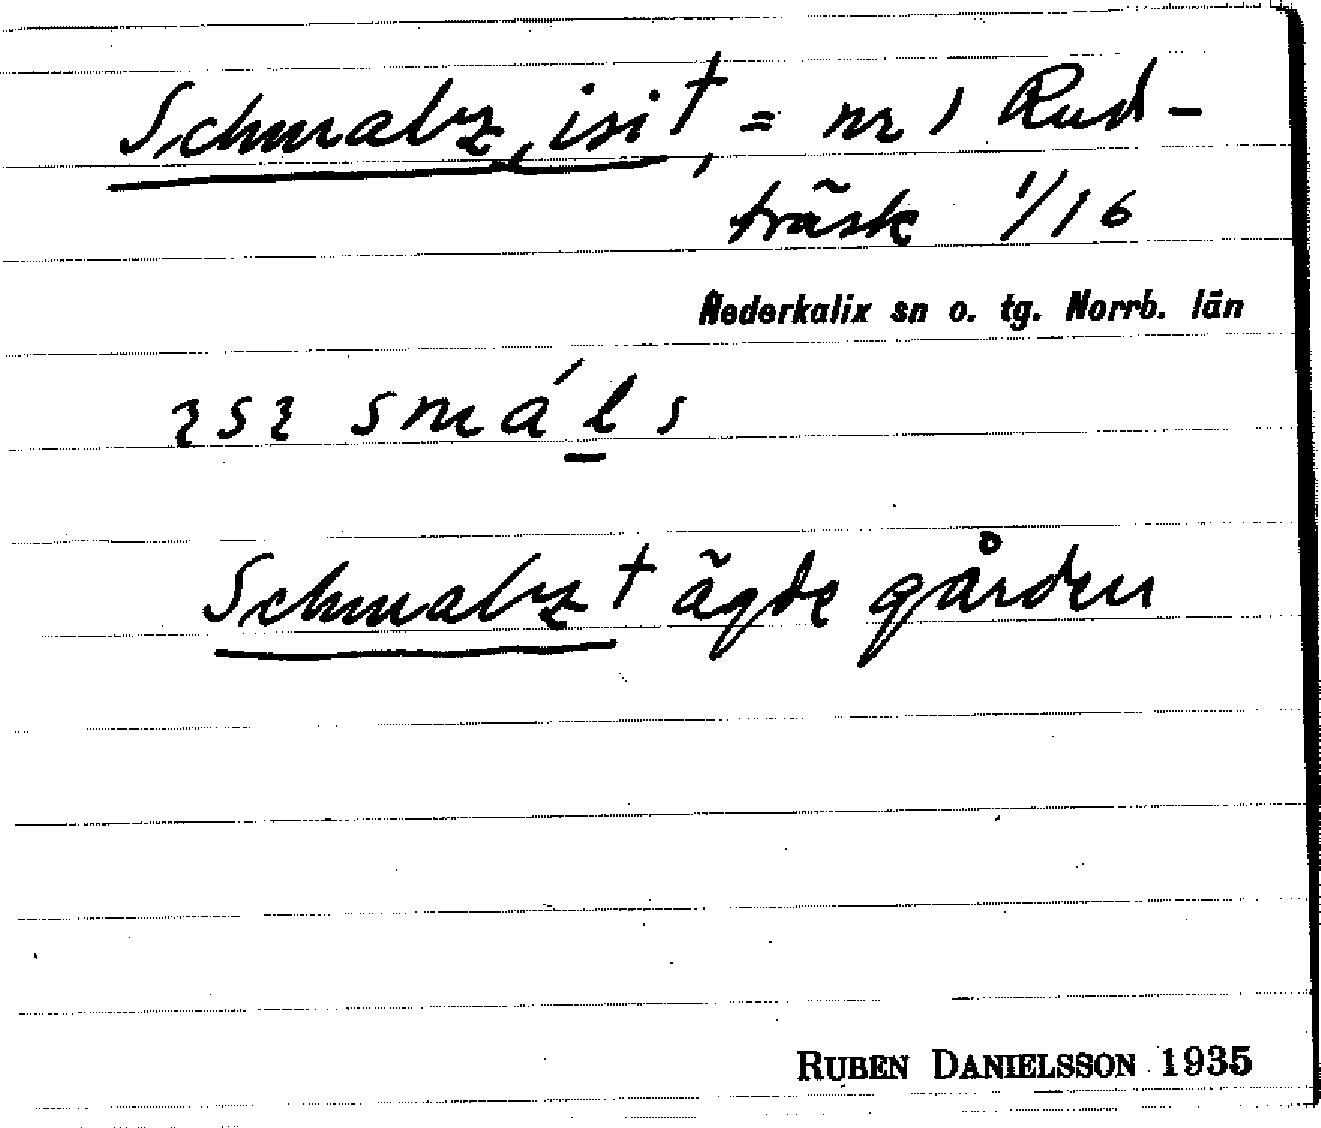 Schmalz, isi †, = nr 1 Rud-
träsk 1/16
Nederkalix sn o. tg. Norrb. län
smáls
Schmalz † ägde gården
RUBEN DANIELSSON 1935